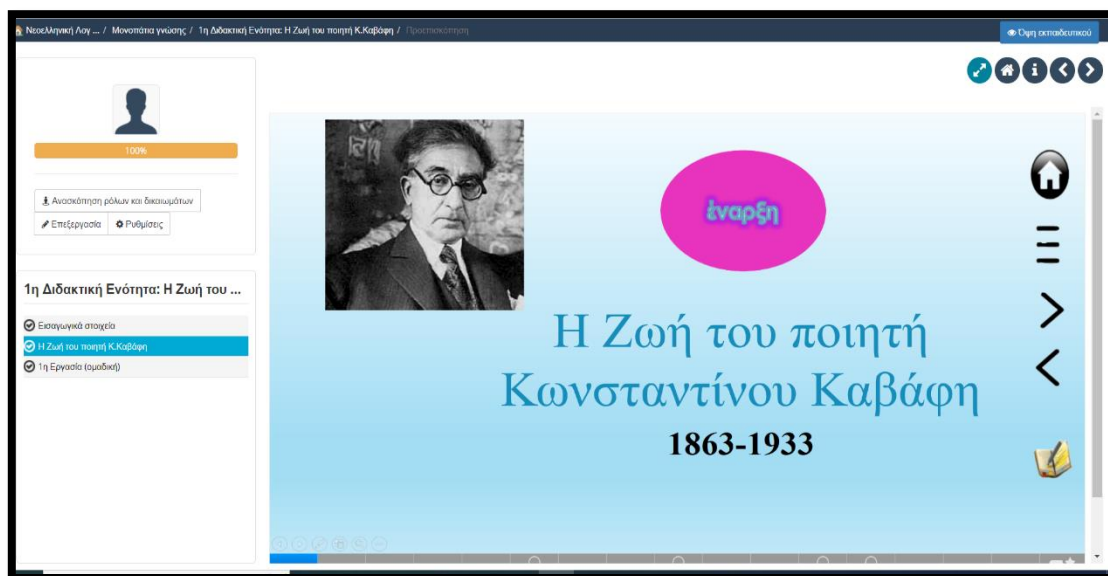 Νεοελληνική Λογ ... / Μονοπάτια γνώσης / 1η Διδακτική Ενότητα: Η Ζωή του ποιητή Κ.Καβάφη / Προεπισκόπηση
Όψη εκπαιδευτικού
100%
Ανασκόπηση ρόλων και δικαιωμάτων
Επεξεργασία
Ρυθμίσεις
1η Διδακτική Ενότητα: Η Ζωή του ...
Εισαγωγικά στοιχεία
Η Ζωή του ποιητή Κ.Καβάφη
1η Εργασία (ομαδική)
έναρξη
Η Ζωή του ποιητή
Κωνσταντίνου Καβάφη
1863-1933